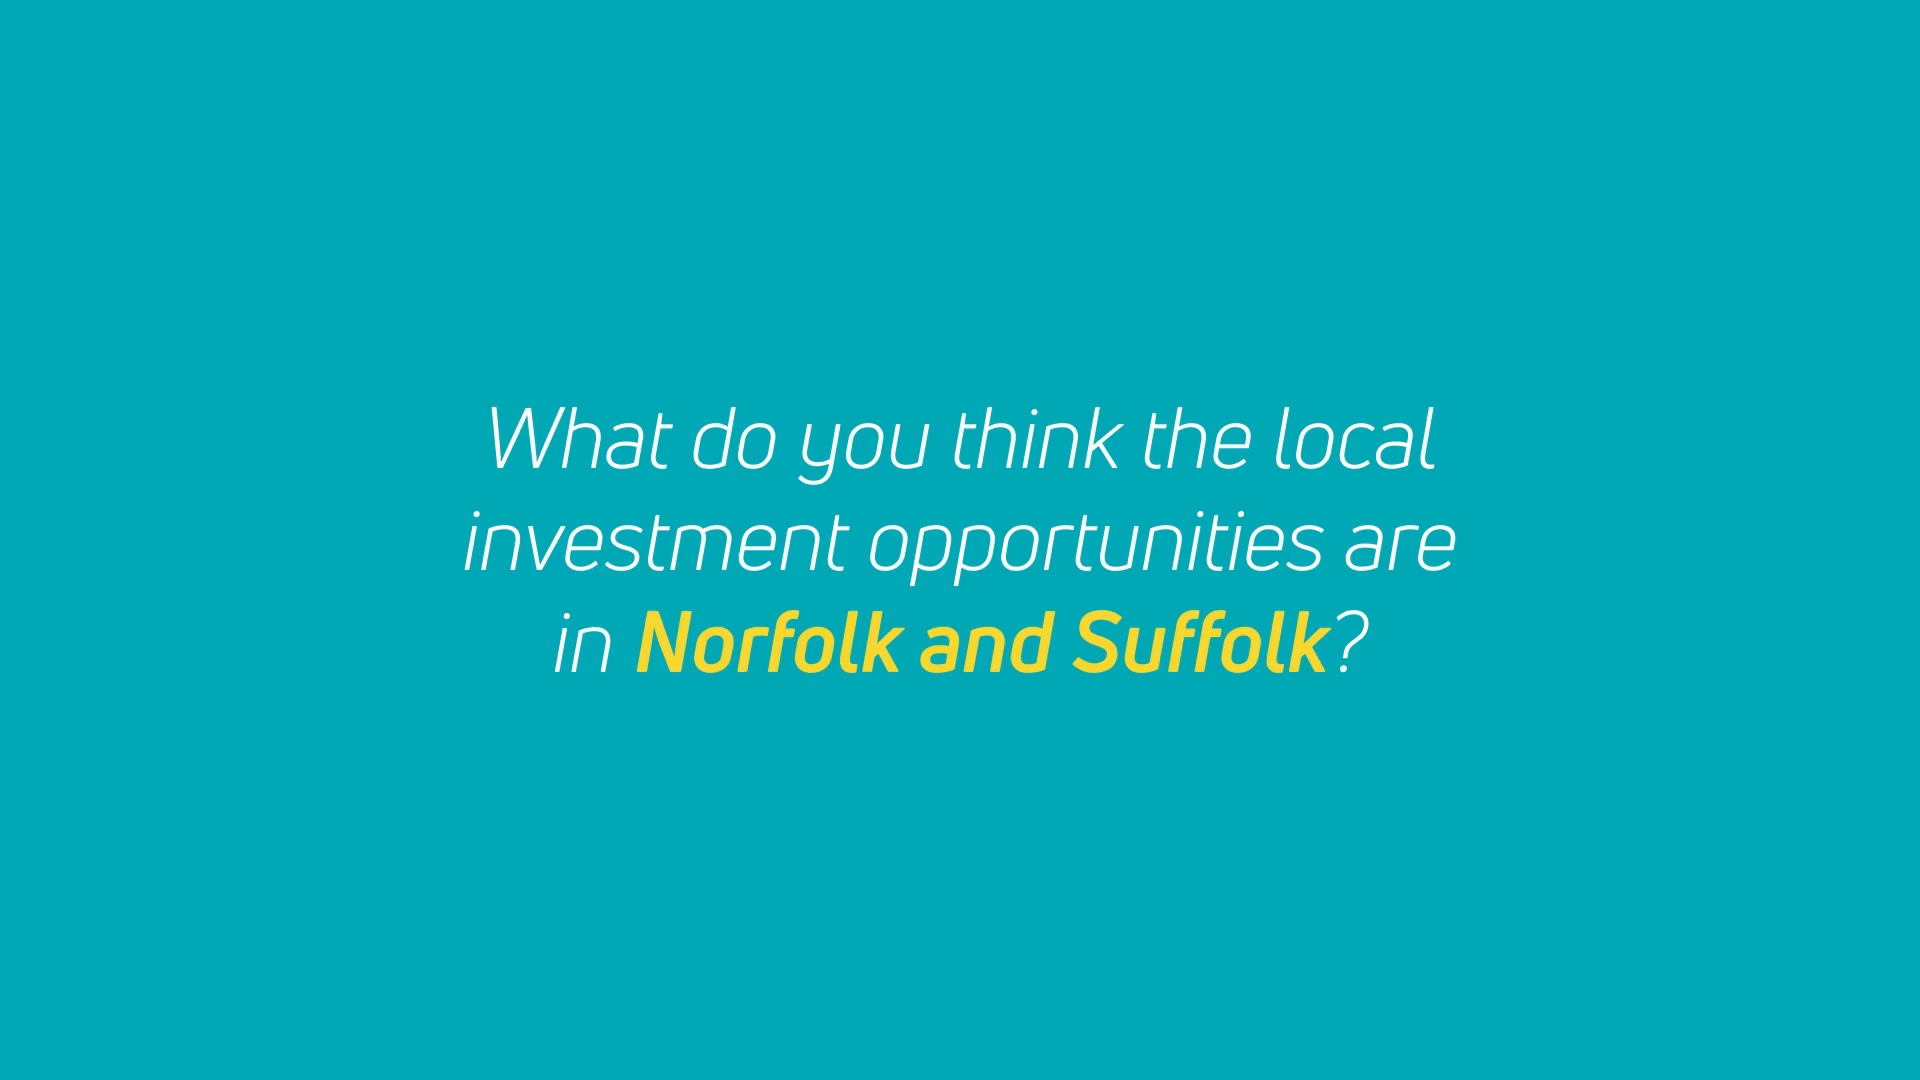 What do you think the local
investment opportunities are
in Norfolk and Suffolk?